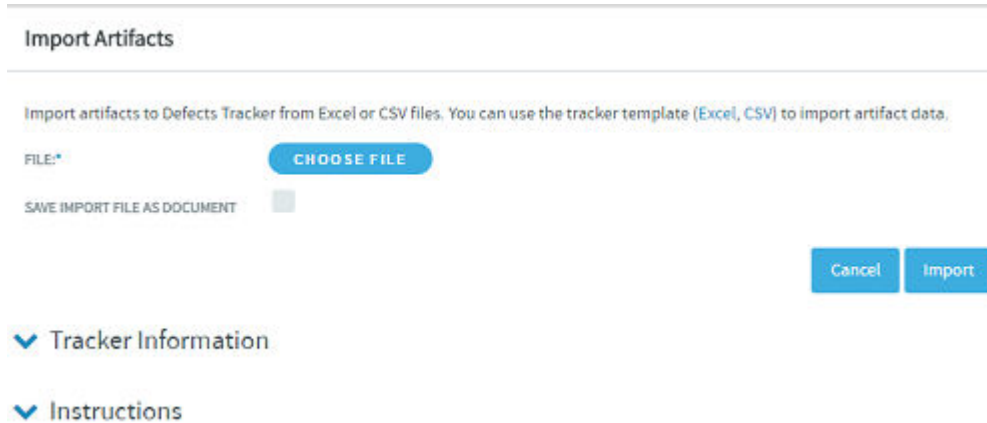 Import Artifacts
Import artifacts to Defects Tracker from Excel or CSV files. You can use the tracker template (Excel, CSV) to import artifact data.
FILE:* CHOOSE FILE
SAVE IMPORT FILE AS DOCUMENT
Cancel Import
Tracker Information
Instructions